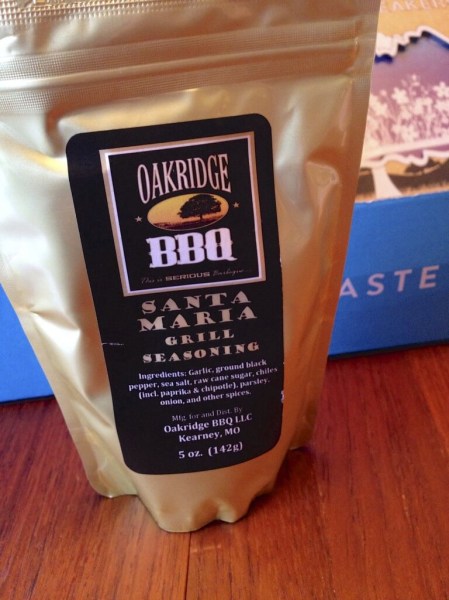 OAKRIDGE
BBQ
This is SERIOUS Barbeque...
SANTA
MARIA
GRILL
SEASONING
Ingredients: Garlic, ground black
pepper, sea salt, raw cane sugar, chiles
(incl. paprika & chipotle), parsley,
onion, and other spices.
Mfg. for and Dist. By
Oakridge BBQ LLC
Kearney, MO
5 oz. (142g)
EAKER
ASTE